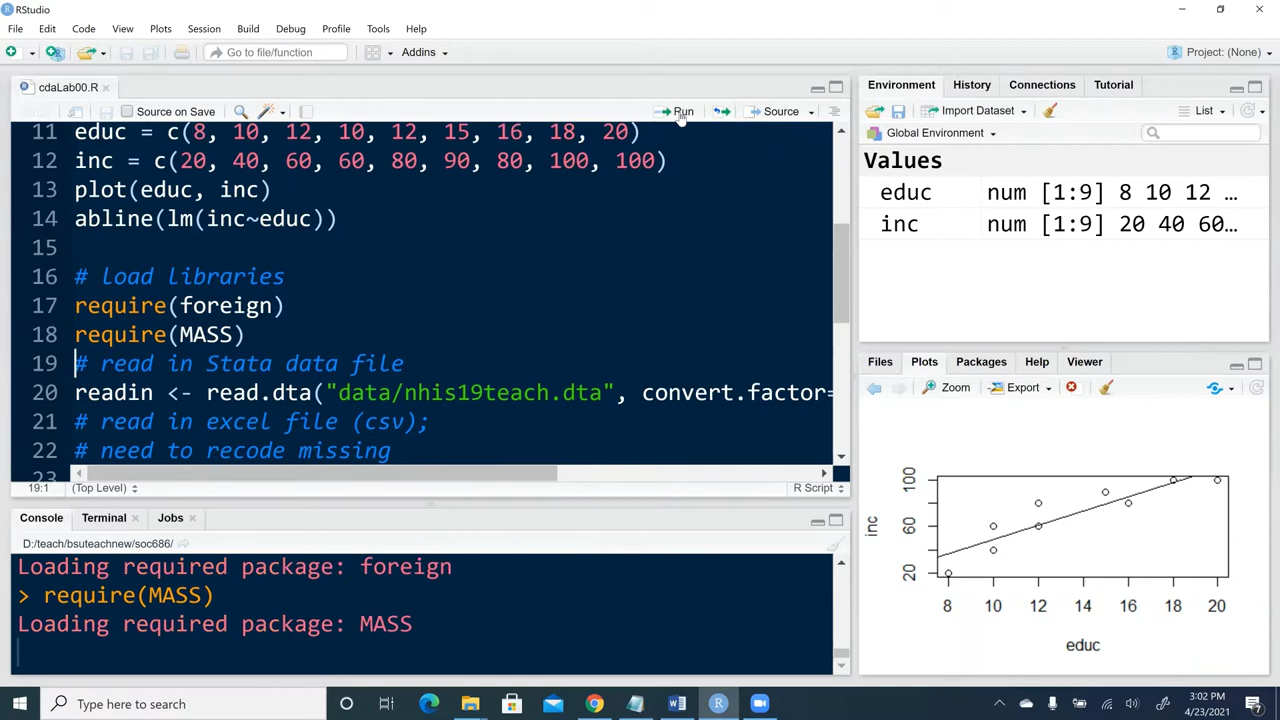 RStudio
File Edit Code View Plots Session Build Debug Profile Tools Help
Go to file/function Addins Project: (None)
cdaLab00.R
Source on Save Run Source
11 educ = c(8, 10, 12, 10, 12, 15, 16, 18, 20)
12 inc = c(20, 40, 60, 60, 80, 90, 80, 100, 100)
13 plot(educ, inc)
14 abline(lm(inc~educ))
15
16 # load libraries
17 require(foreign)
18 require(MASS)
19 # read in Stata data file
20 readin <- read.dta("data/nhis19teach.dta", convert.factor=
21 # read in excel file (csv);
22 # need to recode missing
23
19:1 (Top Level) R Script
Console Terminal Jobs
D:/teach/bsuteachnew/soc686/
Loading required package: foreign
> require(MASS)
Loading required package: MASS
Environment History Connections Tutorial
Import Dataset List
Global Environment
Values
educ num [1:9] 8 10 12 ...
inc num [1:9] 20 40 60…
Files Plots Packages Help Viewer
Zoom Export
inc
100
60
20
8 10 12 14 16 18 20
educ
Type here to search
3:02 PM
4/23/2021
7